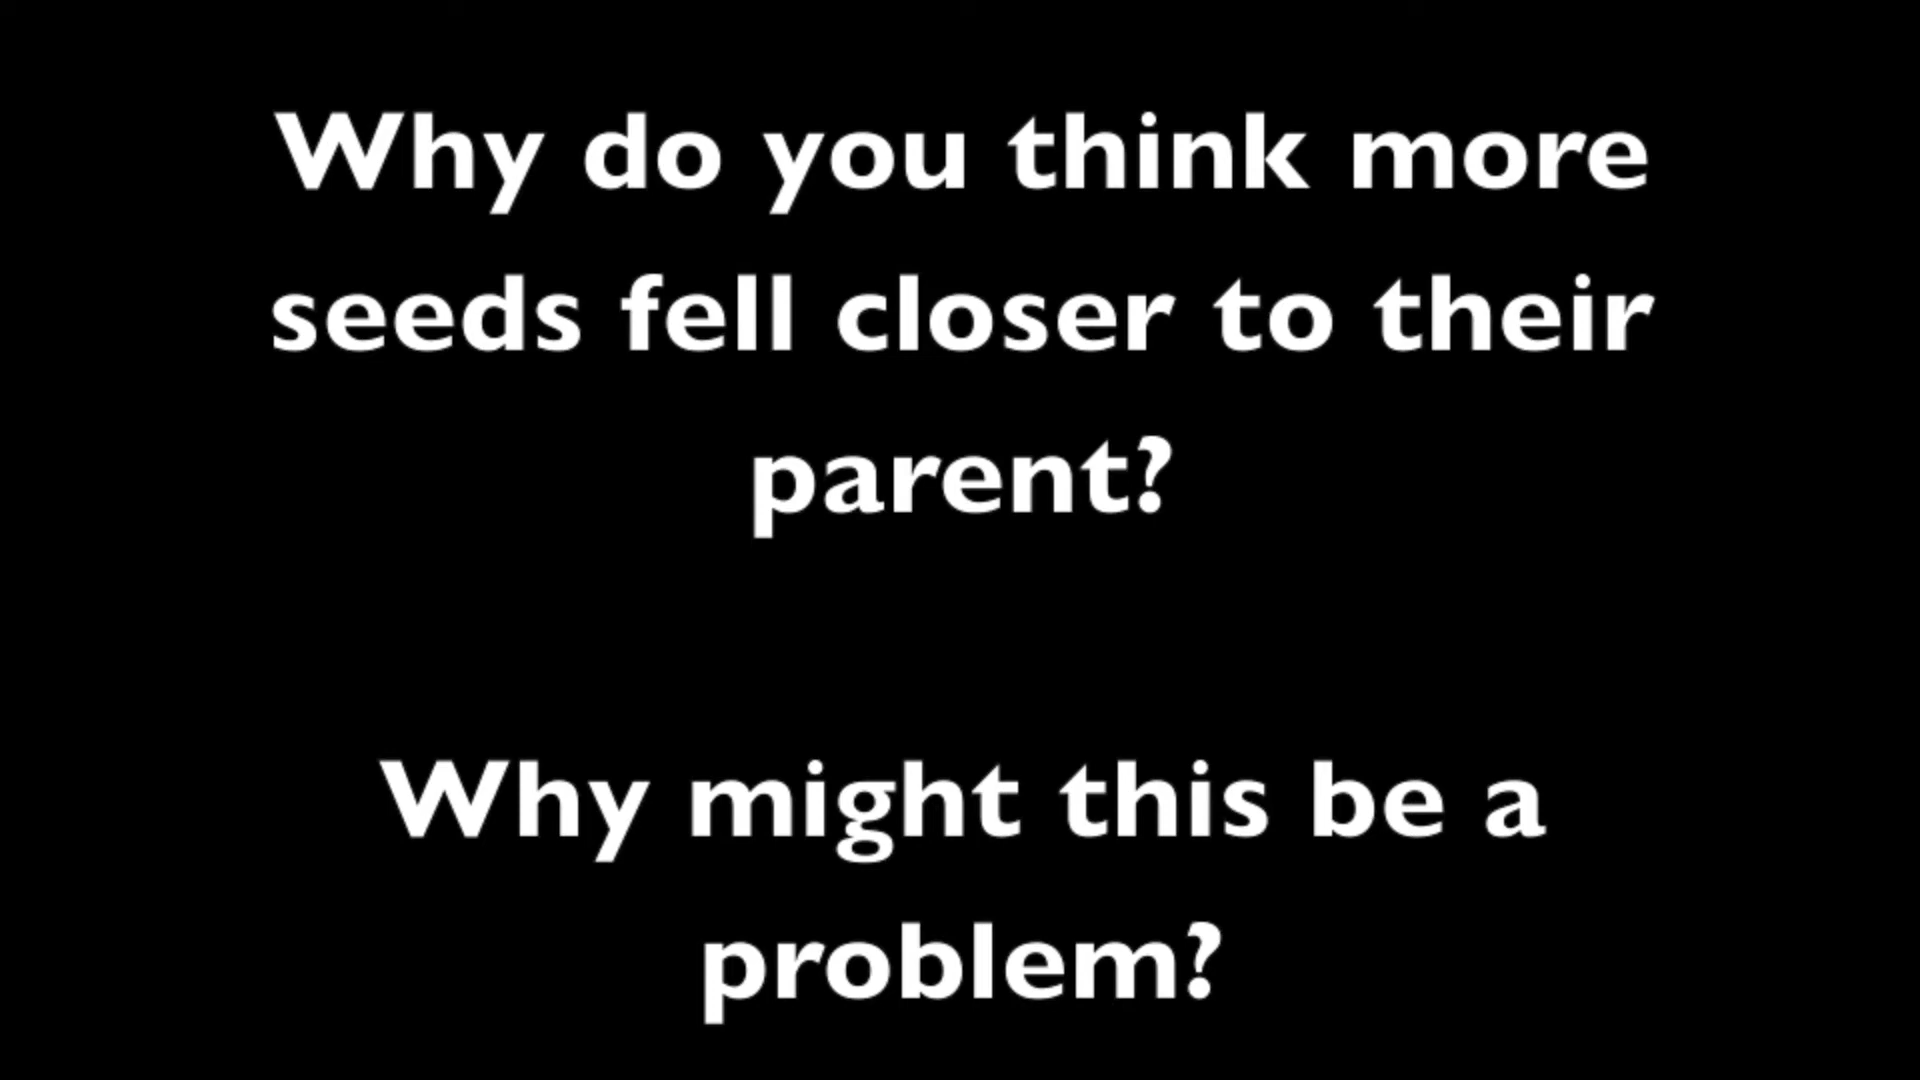 Why do you think more
seeds fell closer to their
parent?
Why might this be a
problem?